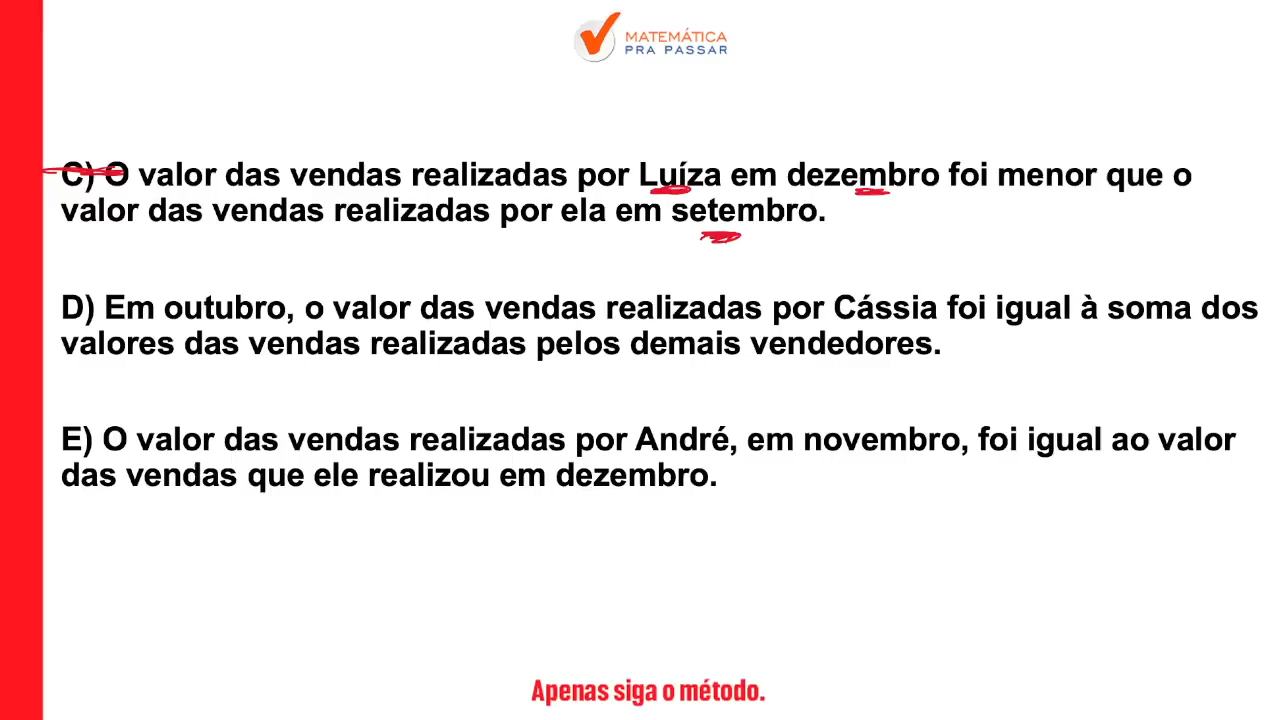 MATEMÁTICA
PRA PASSAR
C) O valor das vendas realizadas por Luíza em dezembro foi menor que o
valor das vendas realizadas por ela em setembro.
D) Em outubro, o valor das vendas realizadas por Cássia foi igual à soma dos
valores das vendas realizadas pelos demais vendedores.
E) O valor das vendas realizadas por André, em novembro, foi igual ao valor
das vendas que ele realizou em dezembro.
Apenas siga o método.